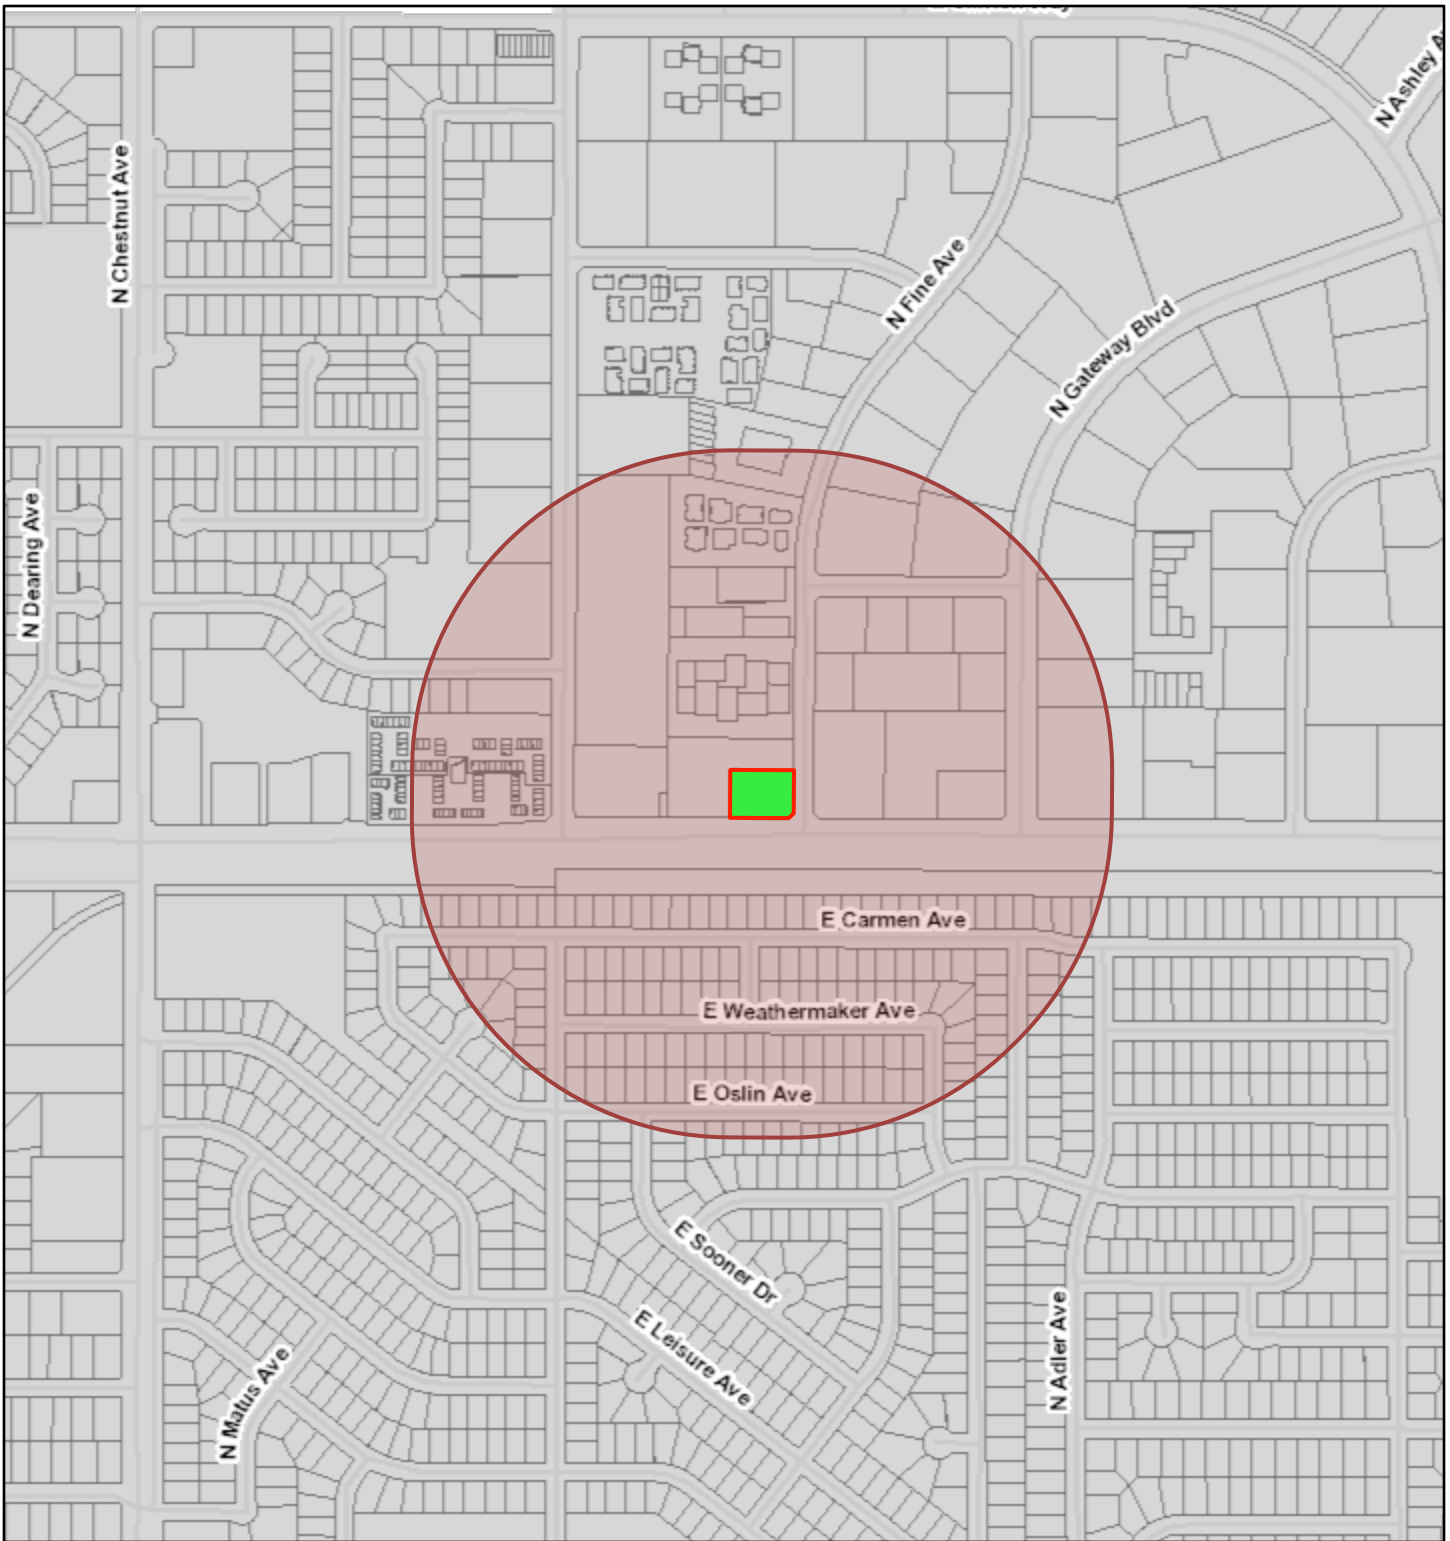 N Ashley A
N Chestnut Ave
N Fine Ave
N Gateway Blvd
N Dearing Ave
E Carmen Ave
E Weathermaker Ave
E Oslin Ave
E Sooner Dr
E Leisure Ave
N Adler Ave
N Matus Ave